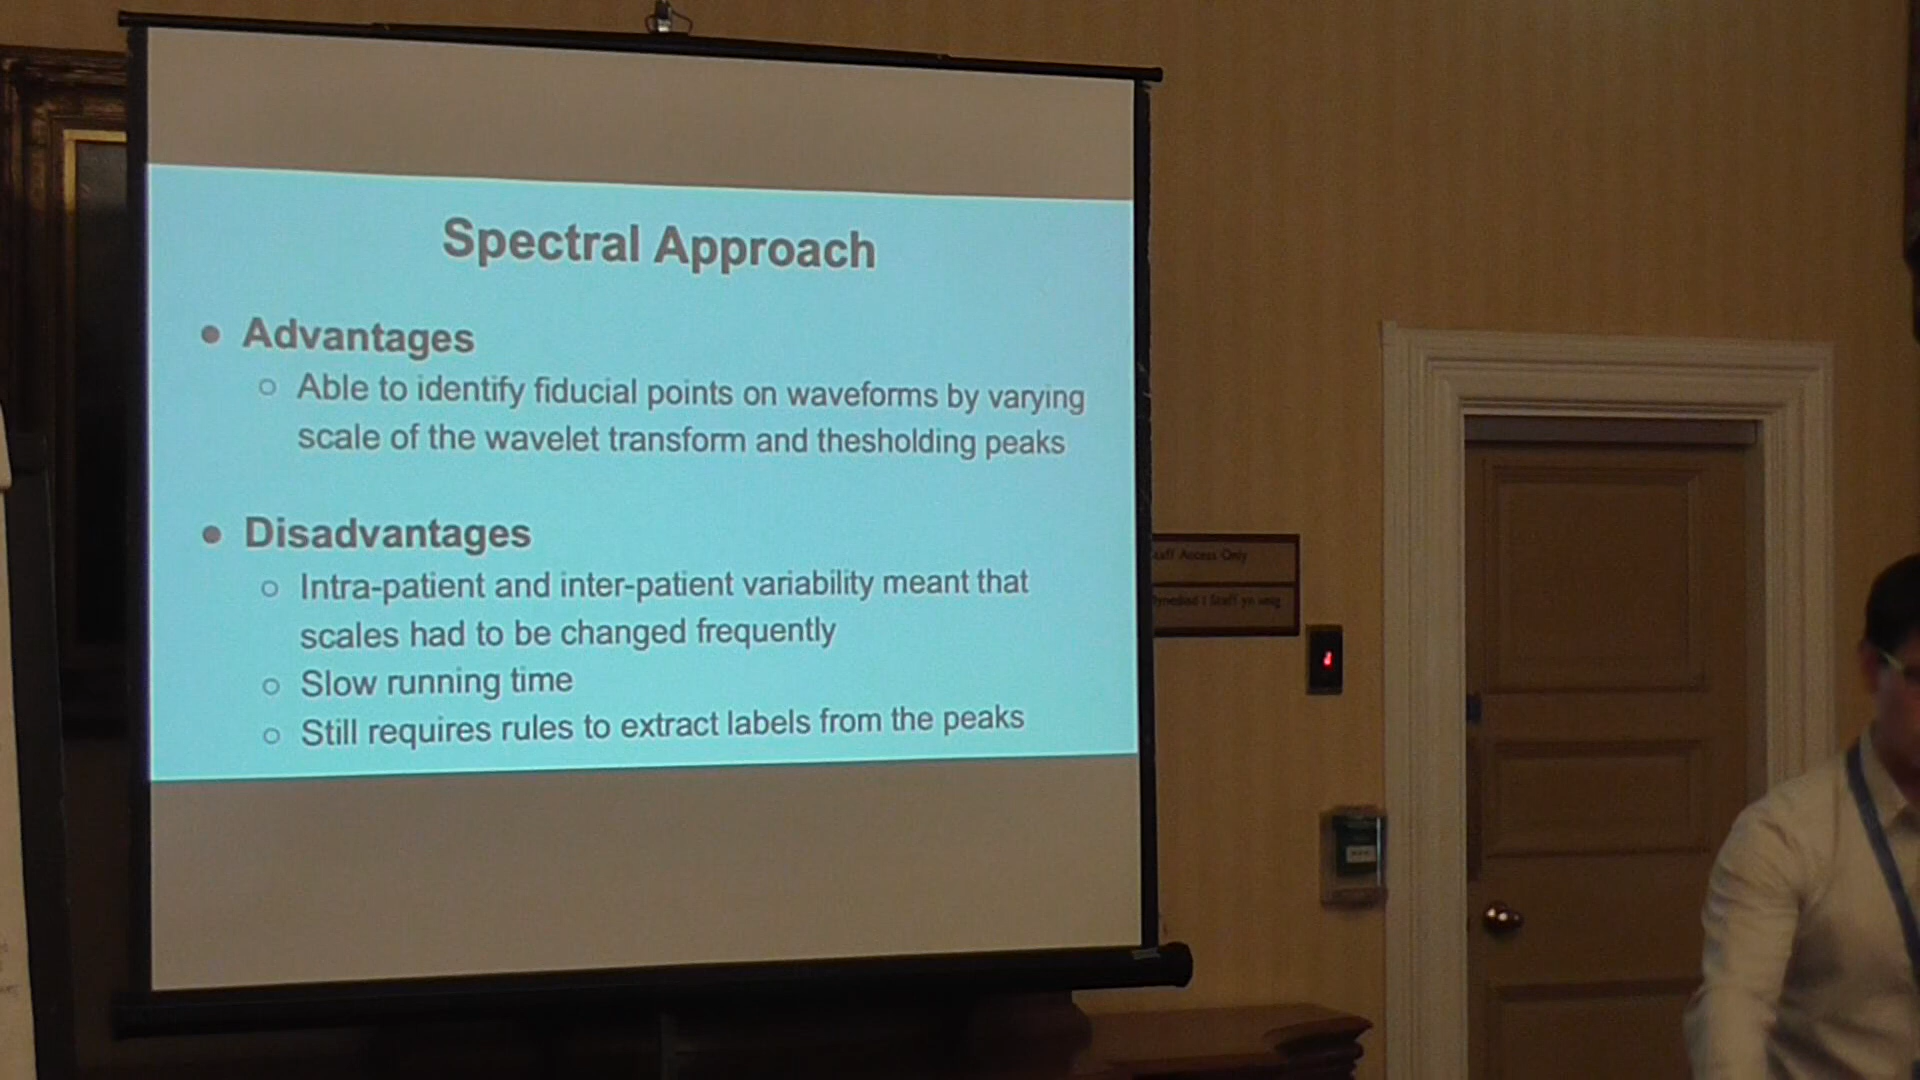 Spectral Approach
● Advantages
○ Able to identify fiducial points on waveforms by varying
scale of the wavelet transform and thesholding peaks
● Disadvantages
○ Intra-patient and inter-patient variability meant that
scales had to be changed frequently
○ Slow running time
○ Still requires rules to extract labels from the peaks
Access Only